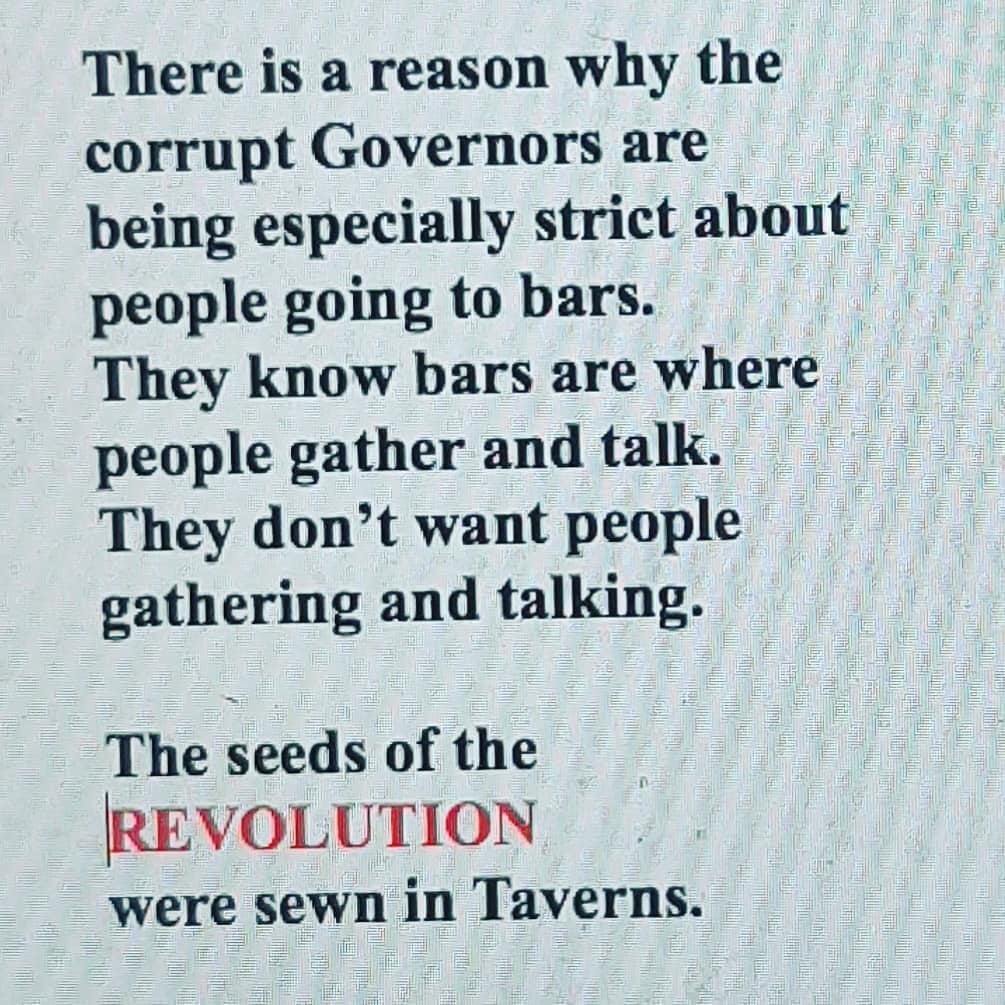 There is a reason why the
corrupt Governors are
being especially strict about
people going to bars.
They know bars are where
people gather and talk.
They don’t want people
gathering and talking.
The seeds of the
REVOLUTION
were sewn in Taverns.